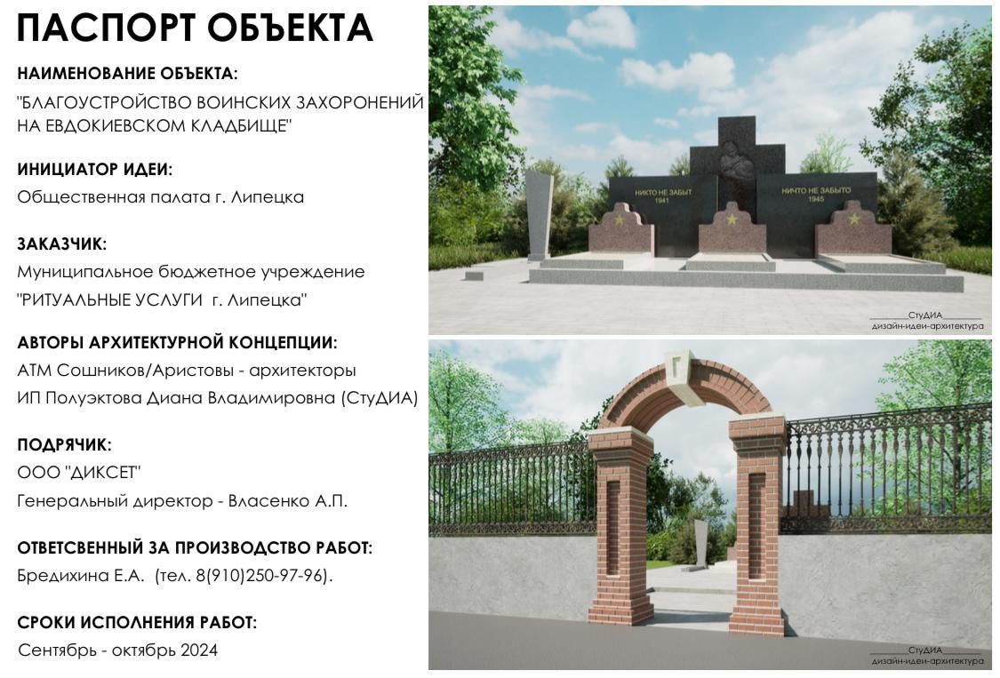 ПАСПОРТ ОБЪЕКТА
НАИМЕНОВАНИЕ ОБЪЕКТА:
"БЛАГОУСТРОЙСТВО ВОИНСКИХ ЗАХОРОНЕНИЙ
НА ЕВДОКИЕВСКОМ КЛАДБИЩЕ"
ИНИЦИАТОР ИДЕИ:
Общественная палата г. Липецка
ЗАКАЗЧИК:
Муниципальное бюджетное учреждение
"РИТУАЛЬНЫЕ УСЛУГИ г. Липецка"
АВТОРЫ АРХИТЕКТУРНОЙ КОНЦЕПЦИИ:
АТМ Сошников/Аристовы - архитекторы
ИП Полуэктова Диана Владимировна (СтуДИА)
ПОДРЯЧИК:
ООО "ДИКСЕТ"
Генеральный директор - Власенко А.П.
ОТВЕТСВЕННЫЙ ЗА ПРОИЗВОДСТВО РАБОТ:
Бредихина Е.А. (тел. 8(910)250-97-96).
СРОКИ ИСПОЛНЕНИЯ РАБОТ:
Сентябрь - октябрь 2024
НИКТО НЕ ЗАБЫТ
1941
НИЧТО НЕ ЗАБЫТО
1945
________СтуДИА________
дизайн-идеи-архитектура
________СтуДИА________
дизайн-идеи-архитектура